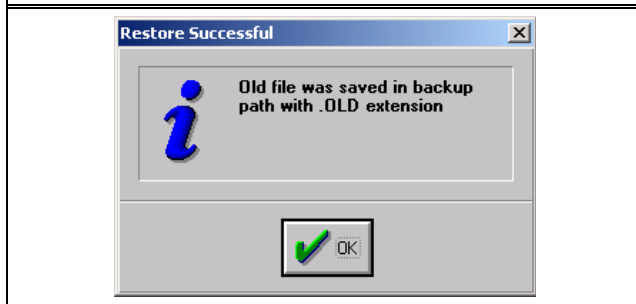 Restore Successful
Old file was saved in backup
path with .OLD extension
OK